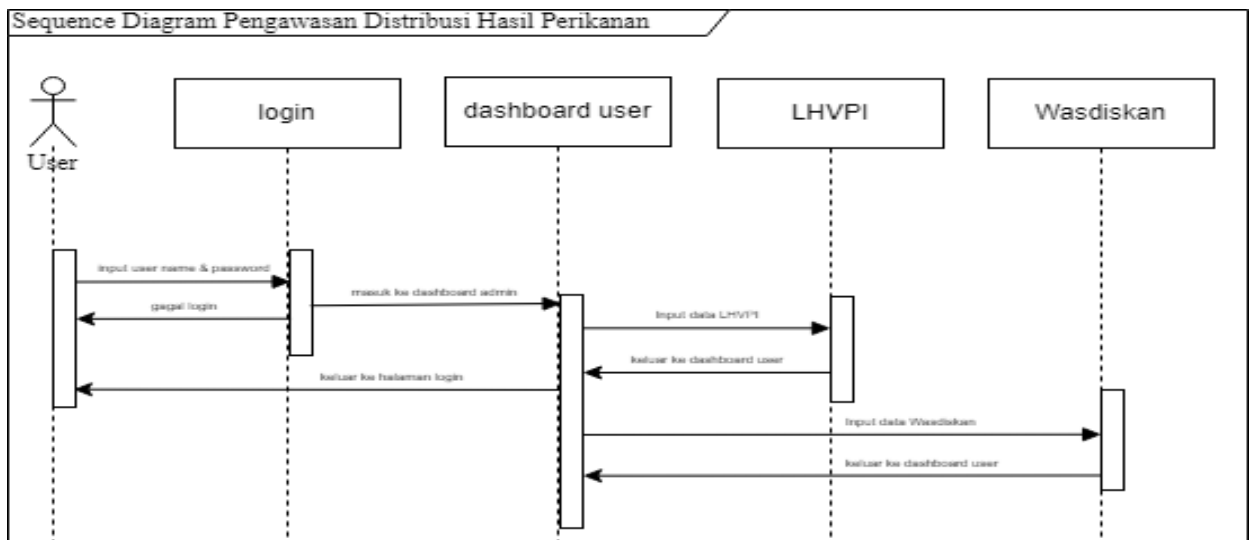 Sequence Diagram Pengawasan Distribusi Hasil Perikanan
User
login
dashboard user
LHVPI
Wasdiskan
input user name & password
masuk ke dashboard admin
gagal login
Input data LHVPI
keluar ke dashboard user
keluar ke halaman login
Input data Wasdiskan
keluar ke dashboard user